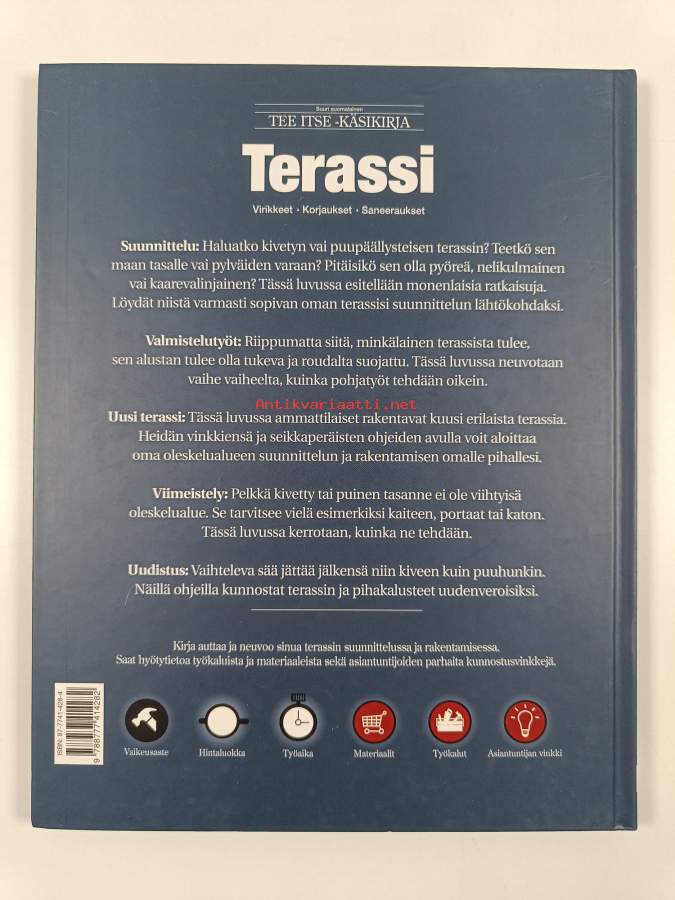 Suuri suomalainen
TEE ITSE -KÄSIKIRJA
Terassi
Virikkeet • Korjaukset • Saneeraukset
Suunnittelu: Haluatko kivetyn vai puupäällysteisen terassin? Teetkö sen
maan tasalle vai pylväiden varaan? Pitäisikö sen olla pyöreä, nelikulmainen
vai kaarevalinjainen? Tässä luvussa esitellään monenlaisia ratkaisuja.
Löydät niistä varmasti sopivan oman terassisi suunnittelun lähtökohdaksi.
Valmistelutyöt: Riippumatta siitä, minkälainen terassista tulee,
sen alustan tulee olla tukeva ja roudalta suojattu. Tässä luvussa neuvotaan
vaihe vaiheelta, kuinka pohjatyöt tehdään oikein.
Antikvariaatti.net
Uusi terassi: Tässä luvussa ammattilaiset rakentavat kuusi erilaista terassia.
Heidän vinkkiensä ja seikkaperäisten ohjeiden avulla voit aloittaa
oma oleskelualueen suunnittelun ja rakentamisen omalle pihallesi.
Viimeistely: Pelkkä kivetty tai puinen tasanne ei ole viihtyisä
oleskelualue. Se tarvitsee vielä esimerkiksi kaiteen, portaat tai katon.
Tässä luvussa kerrotaan, kuinka ne tehdään.
Uudistus: Vaihteleva sää jättää jälkensä niin kiveen kuin puuhunkin.
Näillä ohjeilla kunnostat terassin ja pihakalusteet uudenveroisiksi.
Kirja auttaa ja neuvoo sinua terassin suunnittelussa ja rakentamisessa.
Saat hyötytietoa työkaluista ja materiaaleista sekä asiantuntijoiden parhaita kunnostusvinkkejä.
ISBN: 87-7741-428-4
9 788777 414282
Vaikeusaste
Hintaluokka
Työaika
Materiaalit
Työkalut
Asiantuntijan vinkki